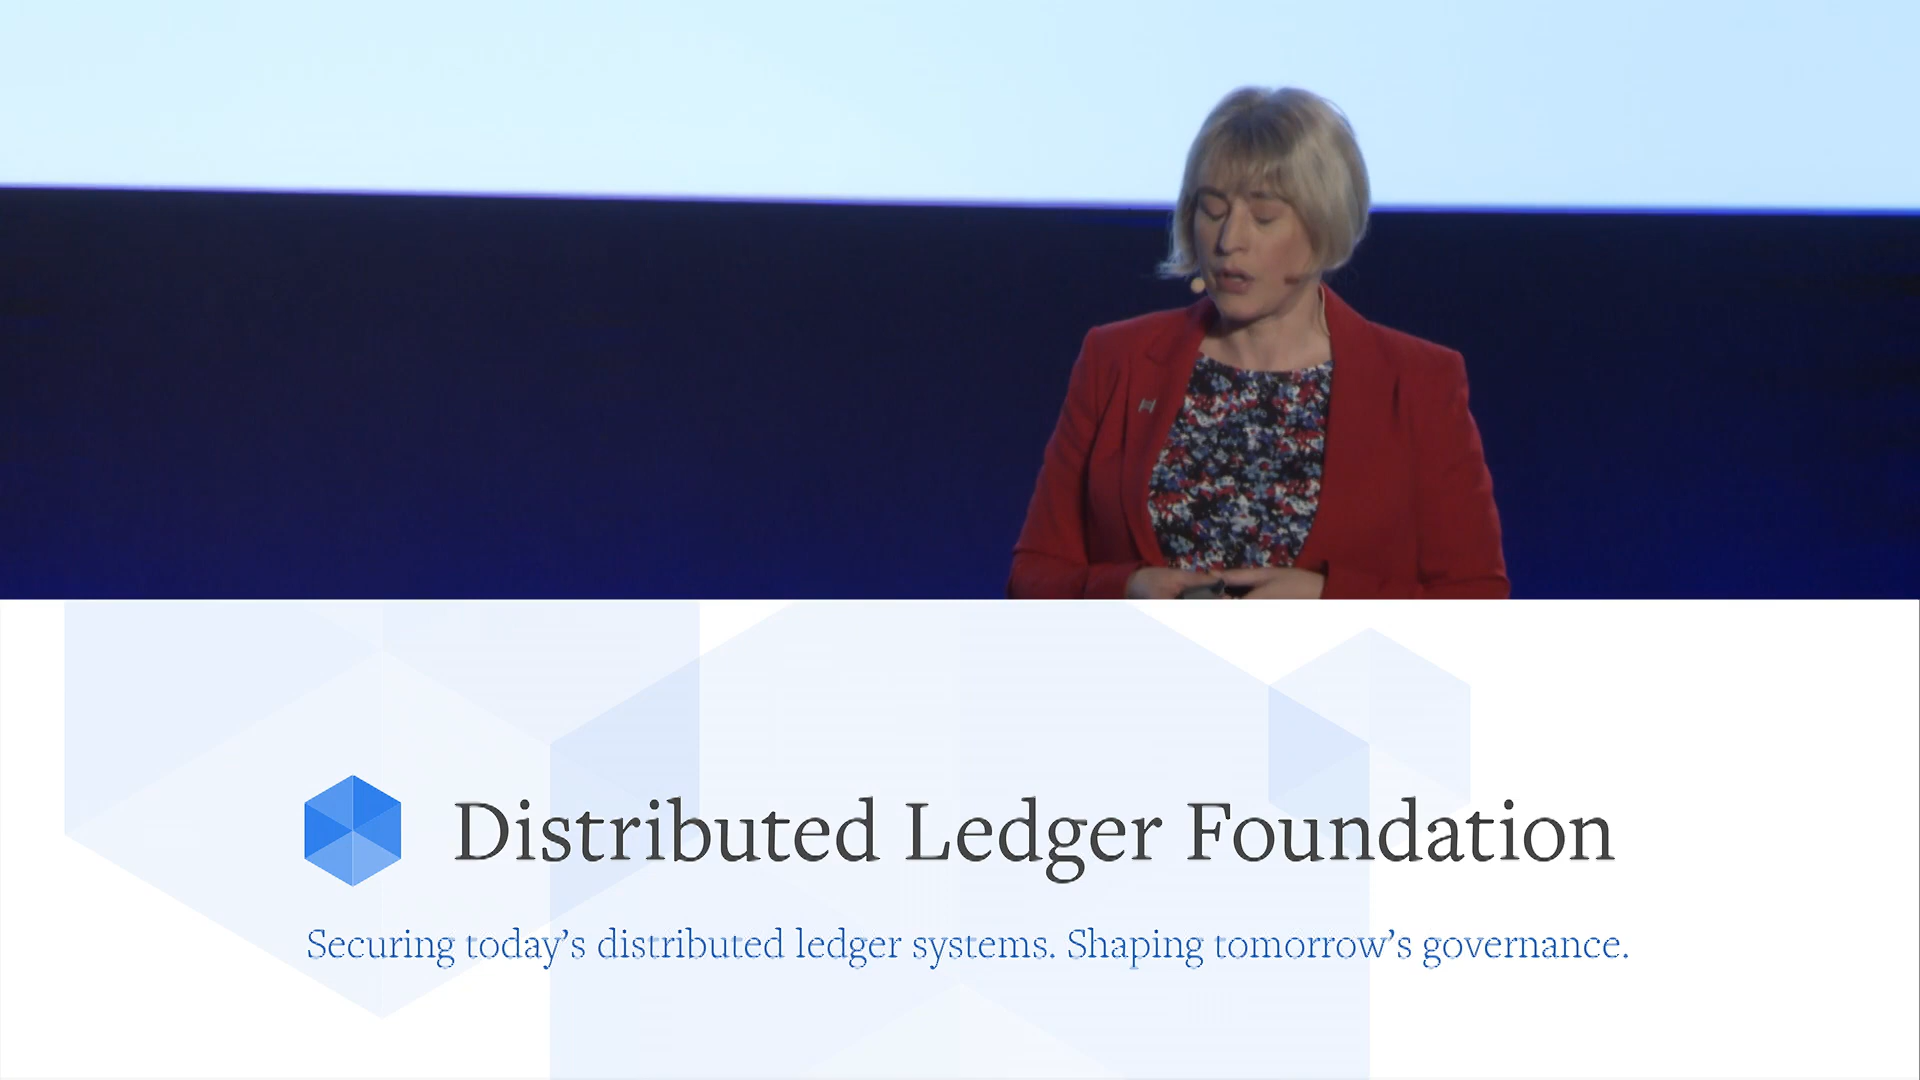 Distributed Ledger Foundation
Securing today’s distributed ledger systems. Shaping tomorrow’s governance.